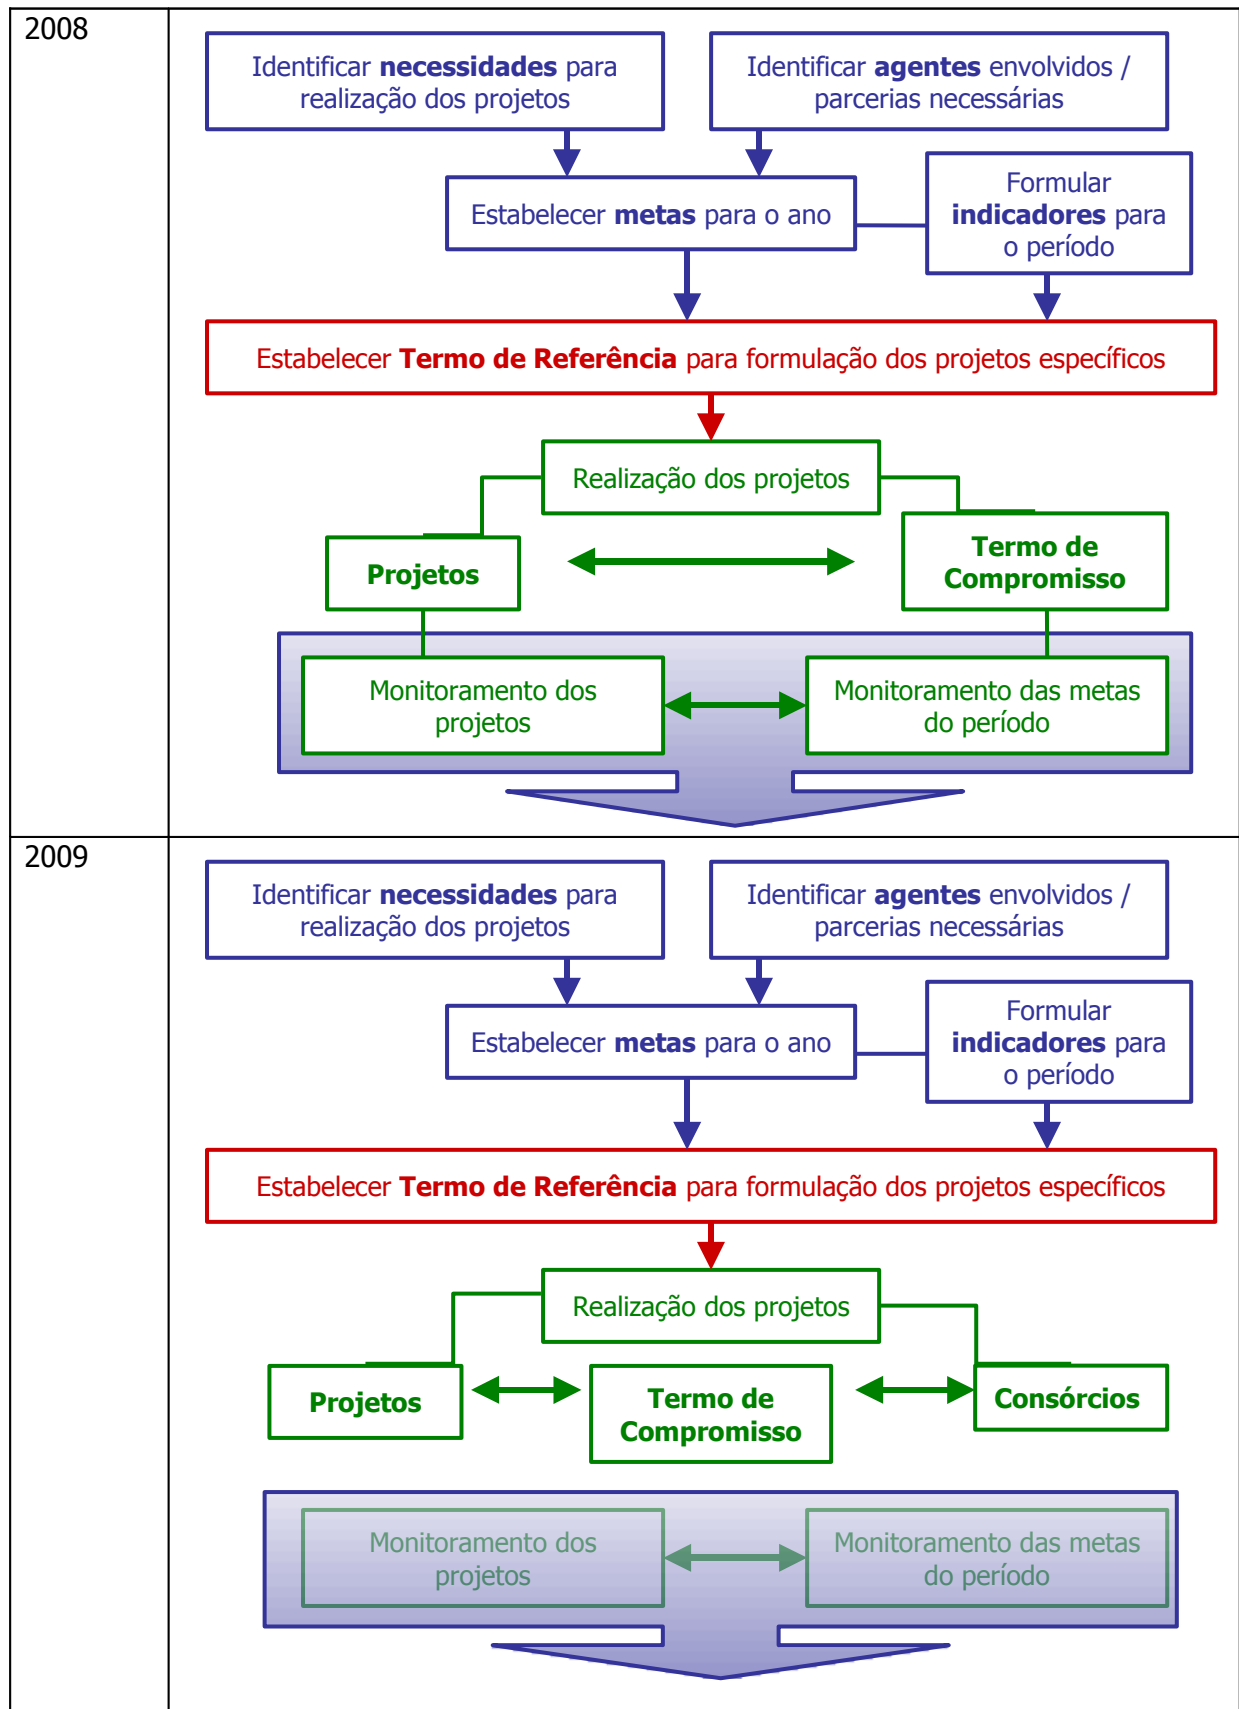 2008
Identificar necessidades para
realização dos projetos
Identificar agentes envolvidos /
parcerias necessárias
Estabelecer metas para o ano
Formular
indicadores para
o período
Estabelecer Termo de Referência para formulação dos projetos específicos
Realização dos projetos
Projetos
Termo de
Compromisso
Monitoramento dos
projetos
Monitoramento das metas
do período
2009
Identificar necessidades para
realização dos projetos
Identificar agentes envolvidos /
parcerias necessárias
Estabelecer metas para o ano
Formular
indicadores para
o período
Estabelecer Termo de Referência para formulação dos projetos específicos
Realização dos projetos
Projetos
Termo de
Compromisso
Consórcios
Monitoramento dos
projetos
Monitoramento das metas
do período